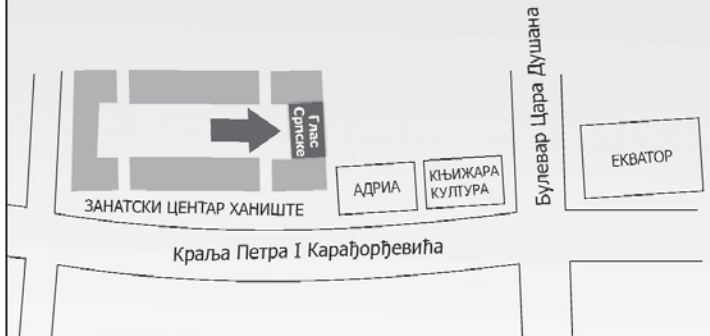 Булевар Цара Душана
Глас
Српске
ЕКВАТОР
АДРИА
КЊИЖАРА
КУЛТУРА
ЗАНАТСКИ ЦЕНТАР ХАНИШТЕ
Краља Петра I Карађорђевића